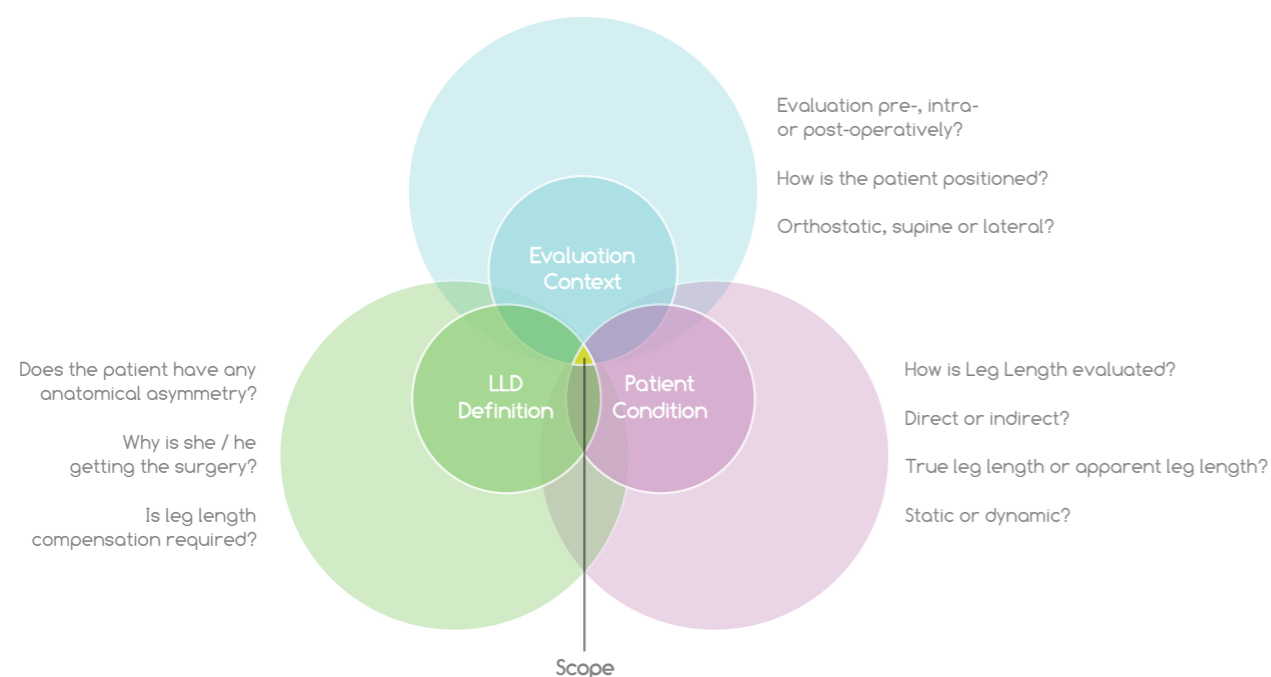 Evaluation pre-, intra-
or post-operatively?
How is the patient positioned?
Orthostatic, supine or lateral?
Evaluation
Context
Does the patient have any
anatomical asymmetry?
Why is she / he
getting the surgery?
Is leg length
compensation required?
LLD
Definition
Patient
Condition
How is Leg Length evaluated?
Direct or indirect?
True leg length or apparent leg length?
Static or dynamic?
Scope